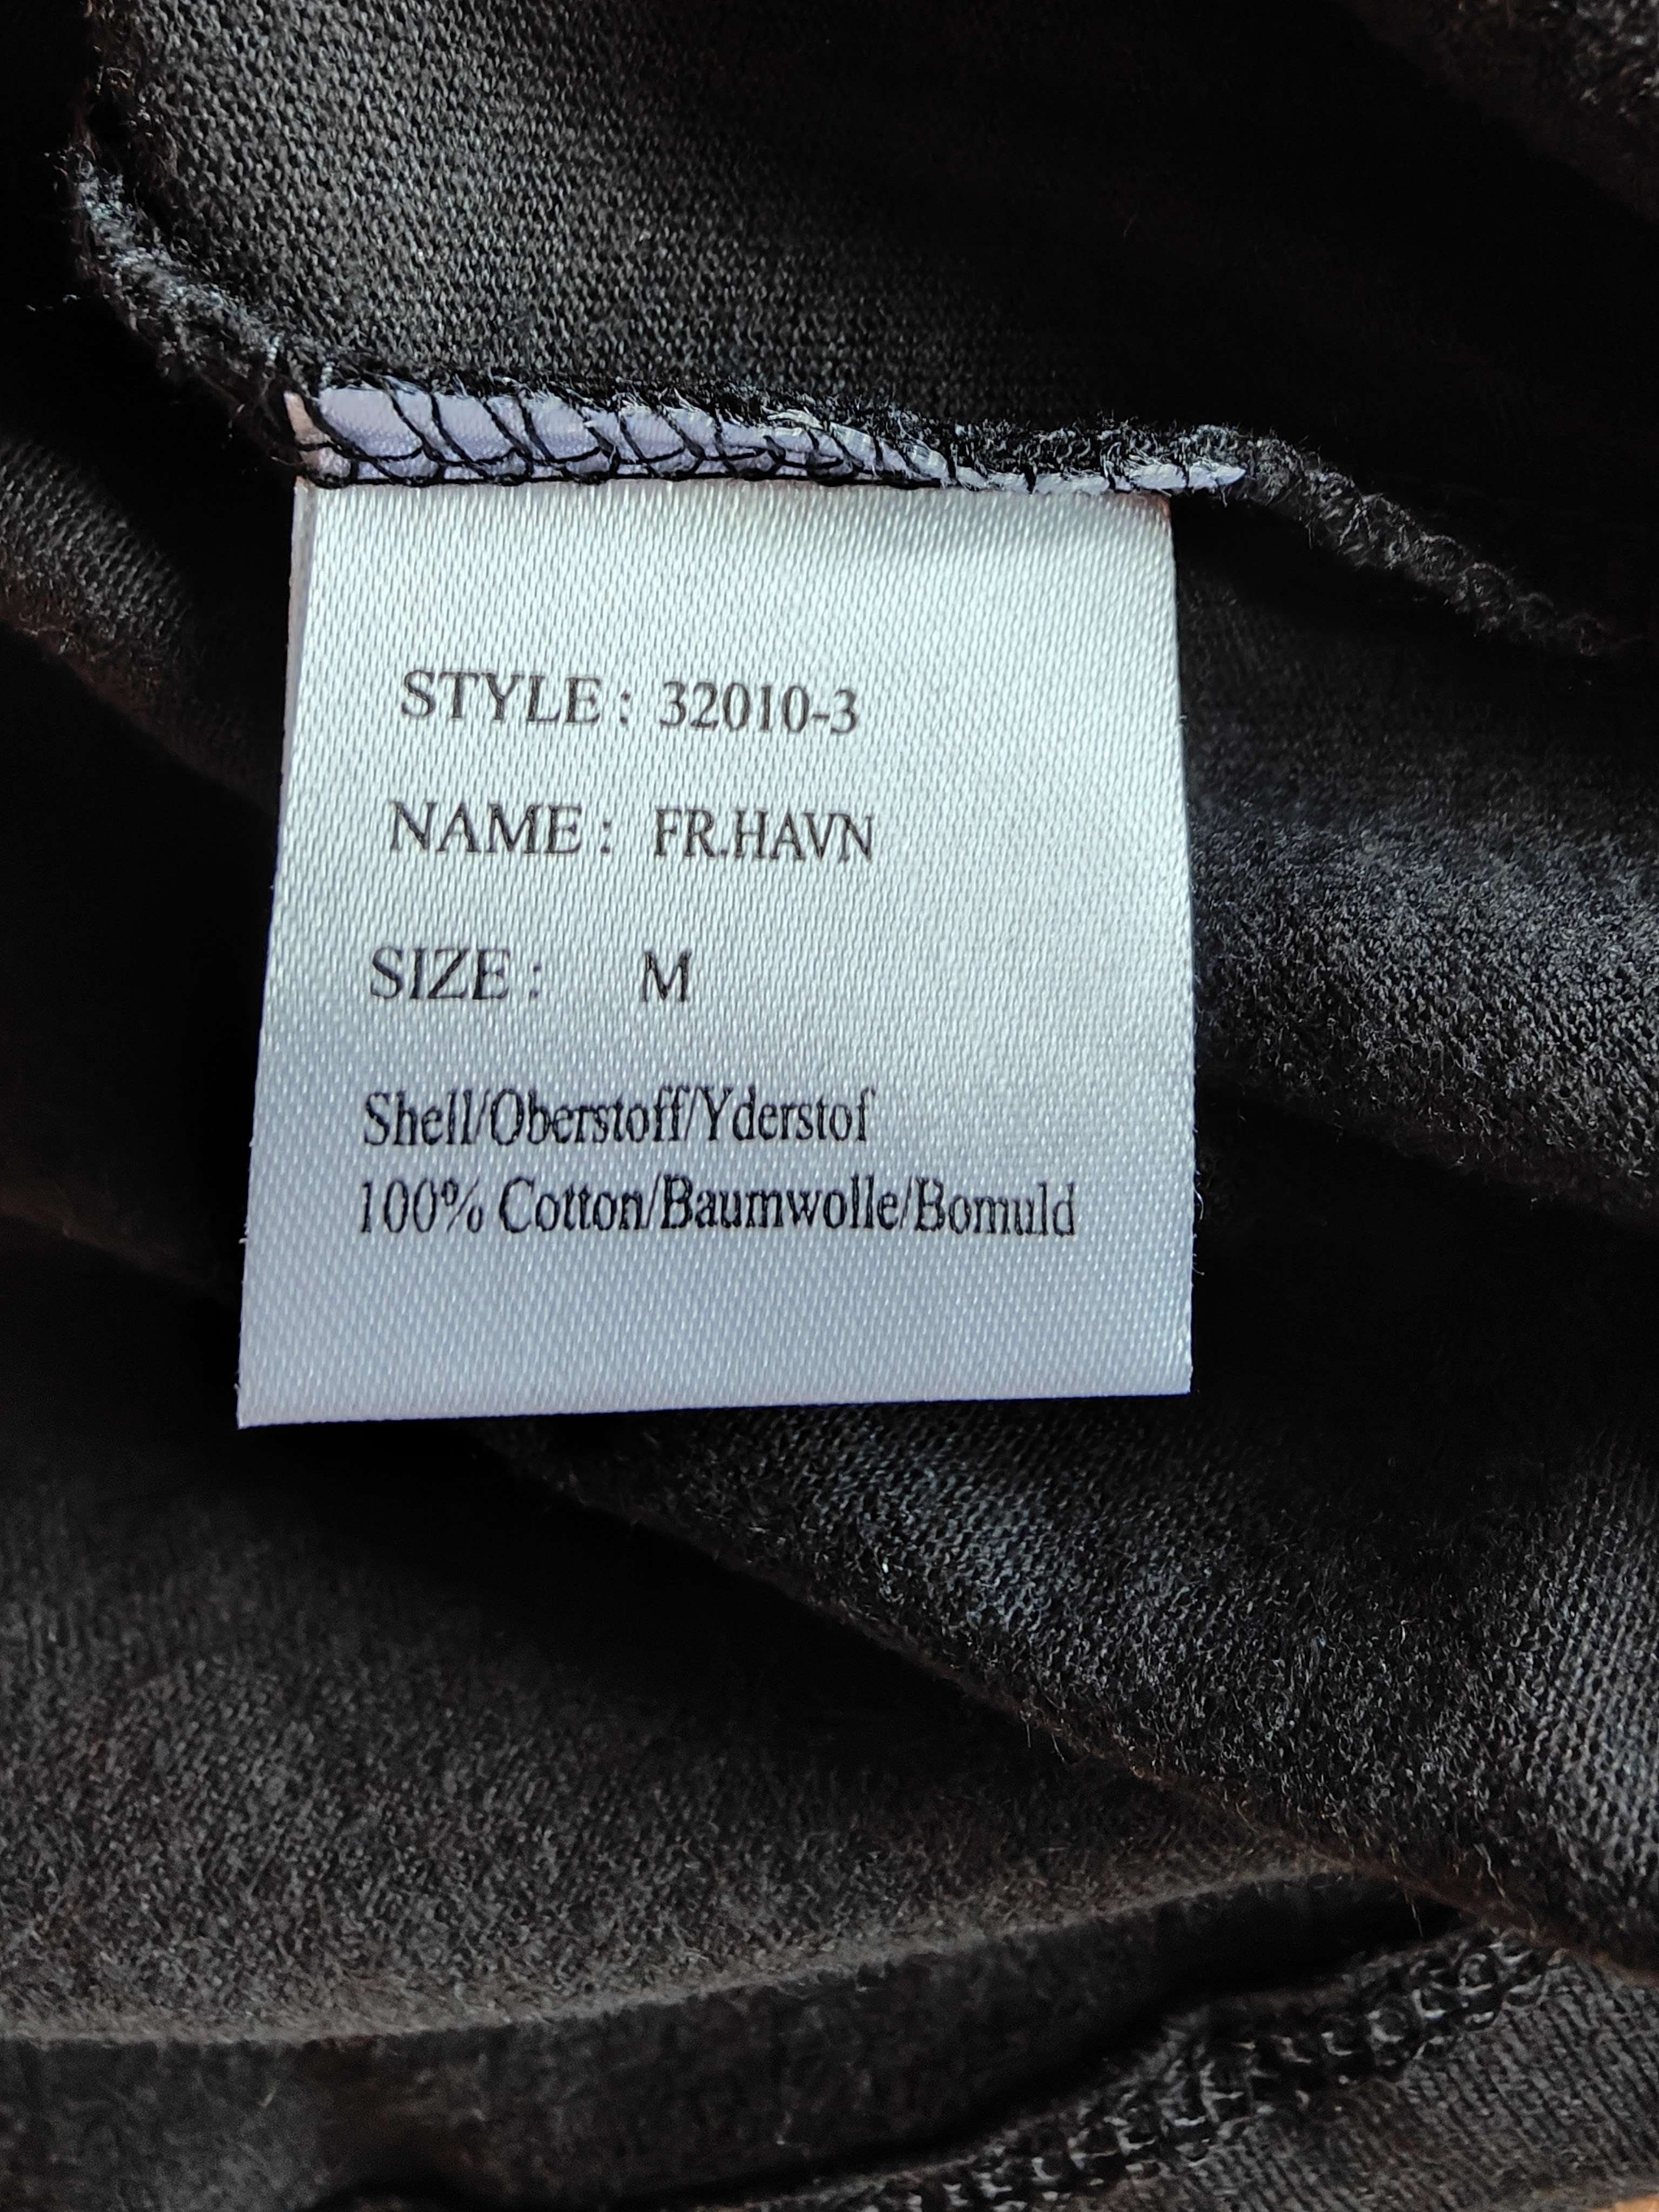 STYLE : 32010-3
NAME : FR.HAVN
SIZE : M
Shell/Oberstoff/Yderstof
100% Cotton/Baumwolle/Bomuld